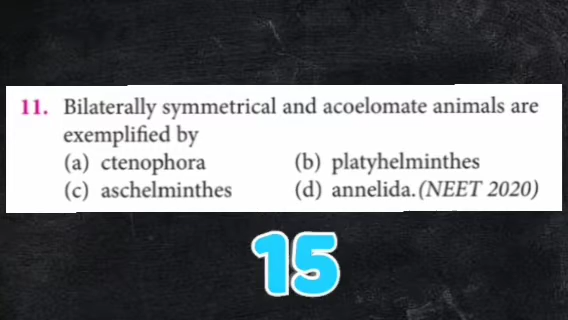 11. Bilaterally symmetrical and acoelomate animals are
exemplified by
(a) ctenophora (b) platyhelminthes
(c) aschelminthes (d) annelida. (NEET 2020)
15